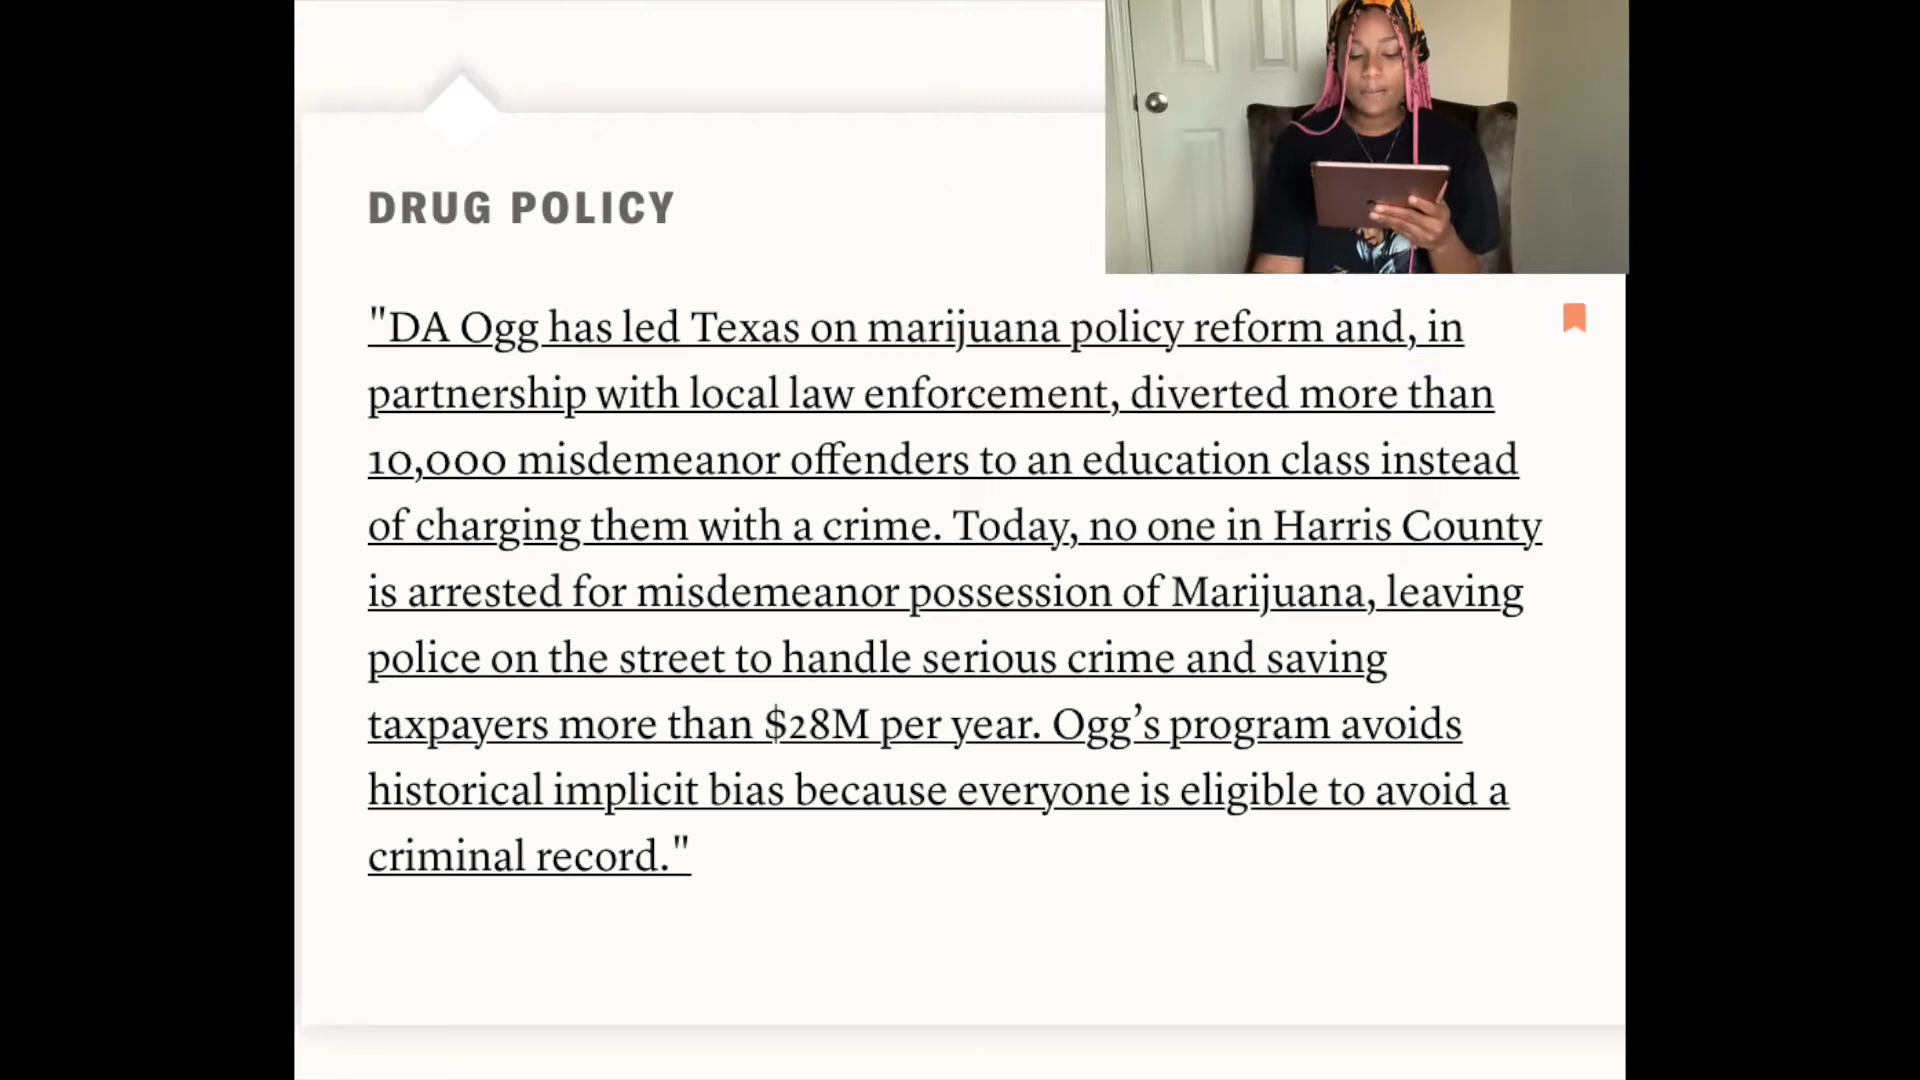 DRUG POLICY
"DA Ogg has led Texas on marijuana policy reform and, in
partnership with local law enforcement, diverted more than
10,000 misdemeanor offenders to an education class instead
of charging them with a crime. Today, no one in Harris County
is arrested for misdemeanor possession of Marijuana, leaving
police on the street to handle serious crime and saving
taxpayers more than $28M per year. Ogg’s program avoids
historical implicit bias because everyone is eligible to avoid a
criminal record."